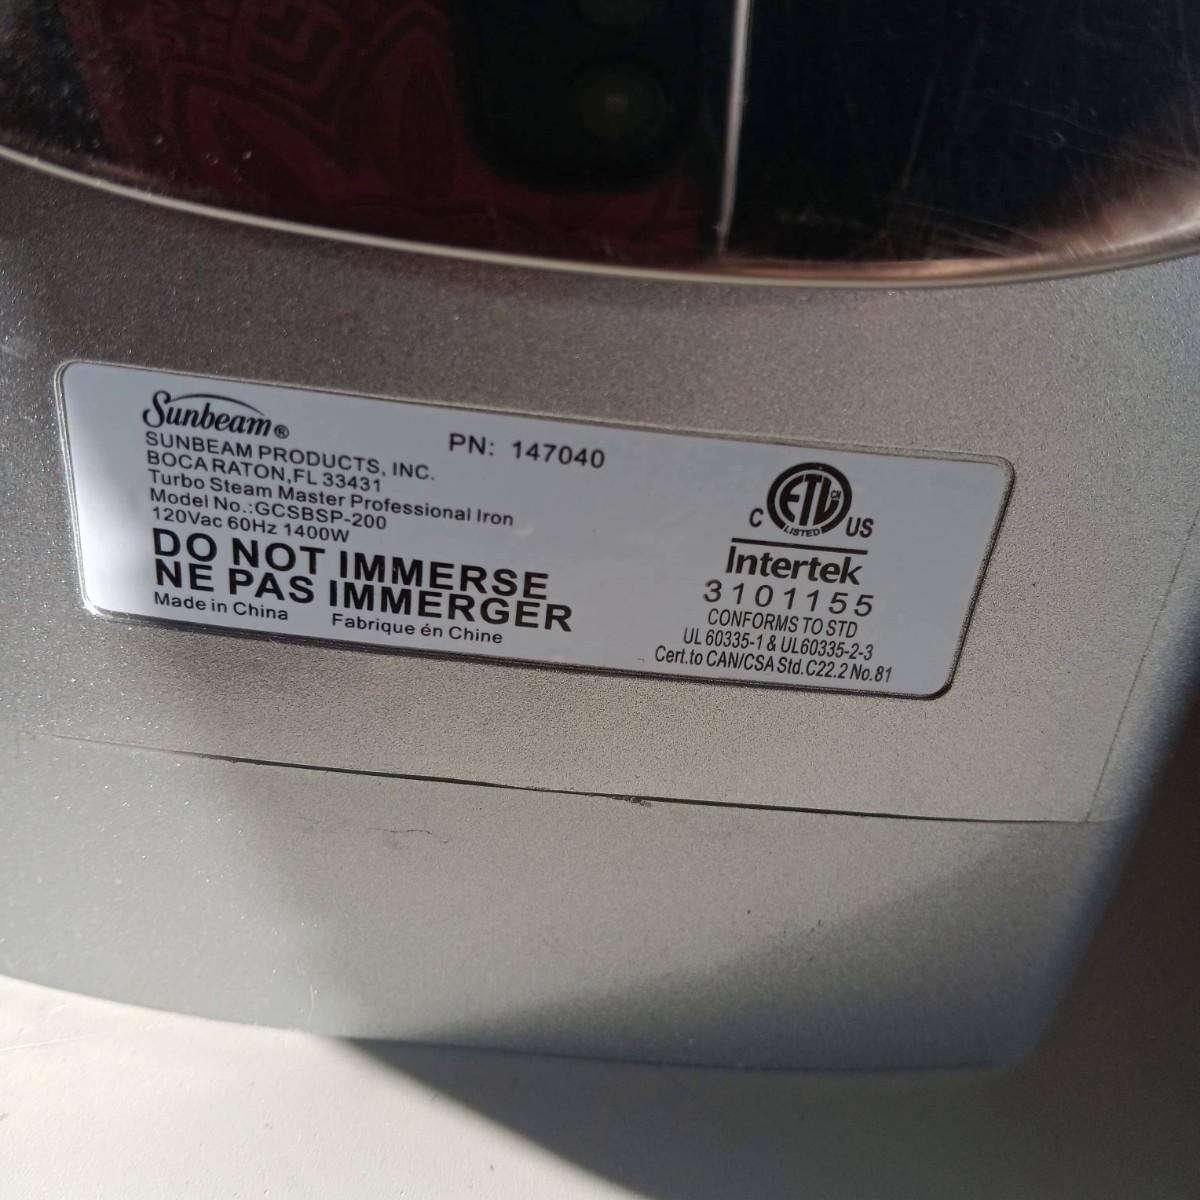 Sunbeam®
SUNBEAM PRODUCTS, INC.
BOCA RATON,FL 33431
Turbo Steam Master Professional Iron
Model No.:GCSBSP-200
120Vac 60Hz 1400W
DO NOT IMMERSE
NE PAS IMMERGER
Made in China Fabrique én Chine
PN: 147040
ETL CN
LISTED
C US
Intertek
3101155
CONFORMS TO STD
UL 60335-1 & UL60335-2-3
Cert.to CAN/CSA Std.C22.2 No.81